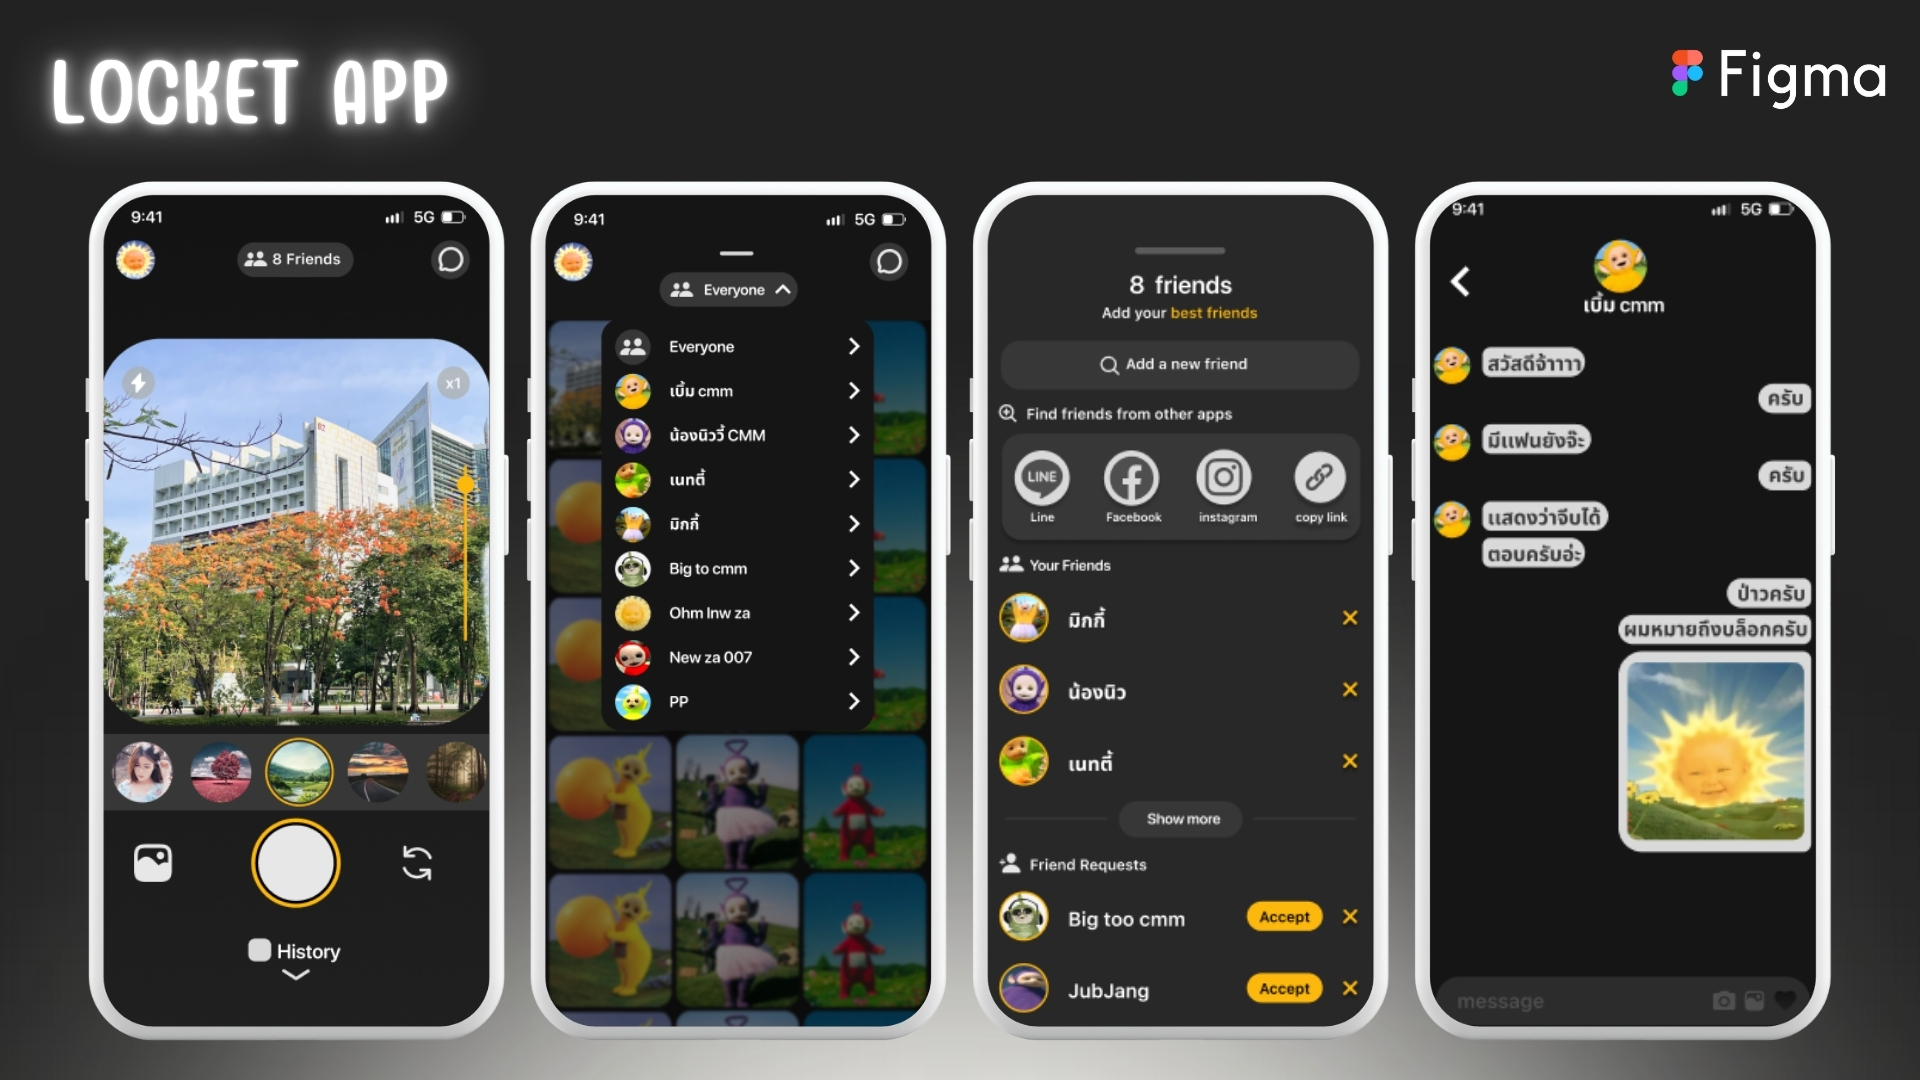 LOCKET APP
Figma
9:41
5G
8 Friends
x1
History
9:41
5G
Everyone
Everyone
เบิ้ม cmm
น้องนิววี้ CMM
เนทตี้
มิกกี้
Big to cmm
Ohm lnw za
New za 007
PP
8 friends
Add your best friends
Add a new friend
Find friends from other apps
LINE
Line
Facebook
instagram
copy link
Your Friends
มิกกี้
น้องนิว
เนทตี้
Show more
Friend Requests
Big too cmm
Accept
JubJang
Accept
9:41
5G
เบิ้ม cmm
สวัสดีจ้าาาา
ครับ
มีแฟนยังจ๊ะ
ครับ
แสดงว่าจีบได้
ตอบครับอ่ะ
ป่าวครับ
ผมหมายถึงบล็อกครับ
message